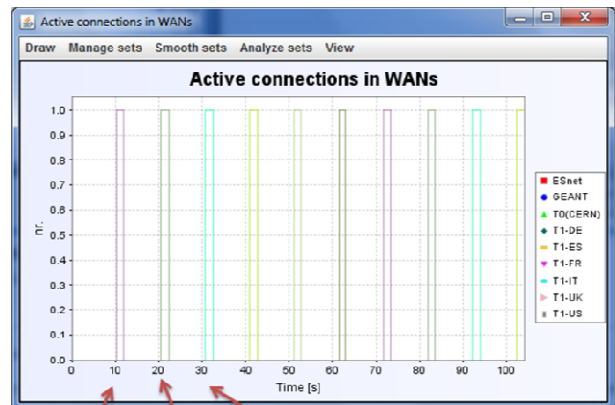 Active connections in WANs
Draw Manage sets Smooth sets Analyze sets View
Active connections in WANs
1.0
0.9
0.8
0.7
0.6
0.5
0.4
0.3
0.2
0.1
0.0
nr.
0 10 20 30 40 50 60 70 80 90 100
Time [s]
ESnet
GEANT
T0(CERN)
T1-DE
T1-ES
T1-FR
T1-IT
T1-UK
T1-US